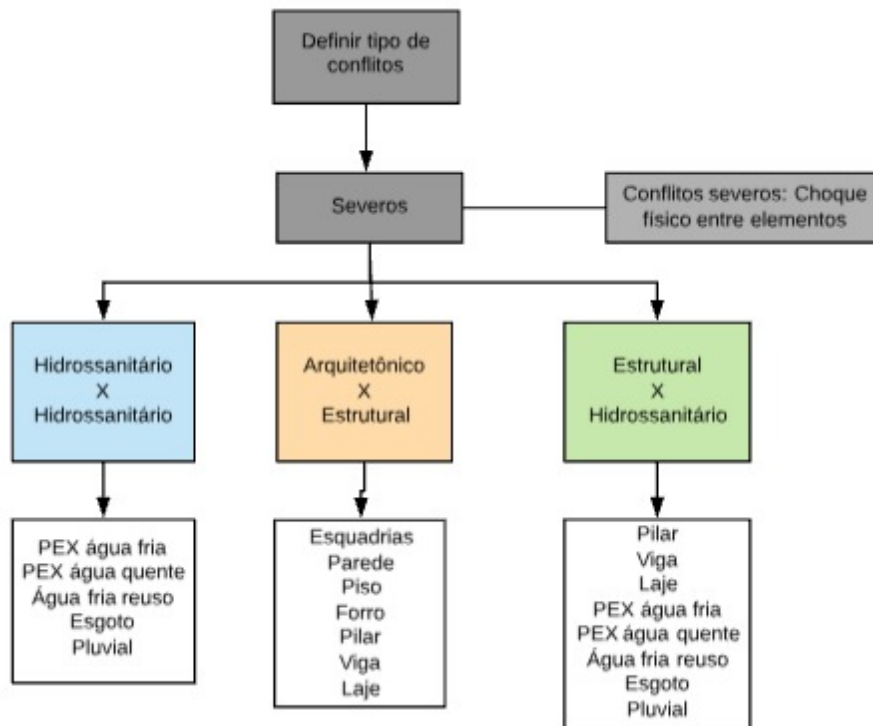 Definir tipo de
conflitos
Severos
Conflitos severos: Choque
físico entre elementos
Hidrossanitário
X
Hidrossanitário
Arquitetônico
X
Estrutural
Estrutural
X
Hidrossanitário
PEX água fria
PEX água quente
Água fria reuso
Esgoto
Pluvial
Esquadrias
Parede
Piso
Forro
Pilar
Viga
Laje
Pilar
Viga
Laje
PEX água fria
PEX água quente
Água fria reuso
Esgoto
Pluvial